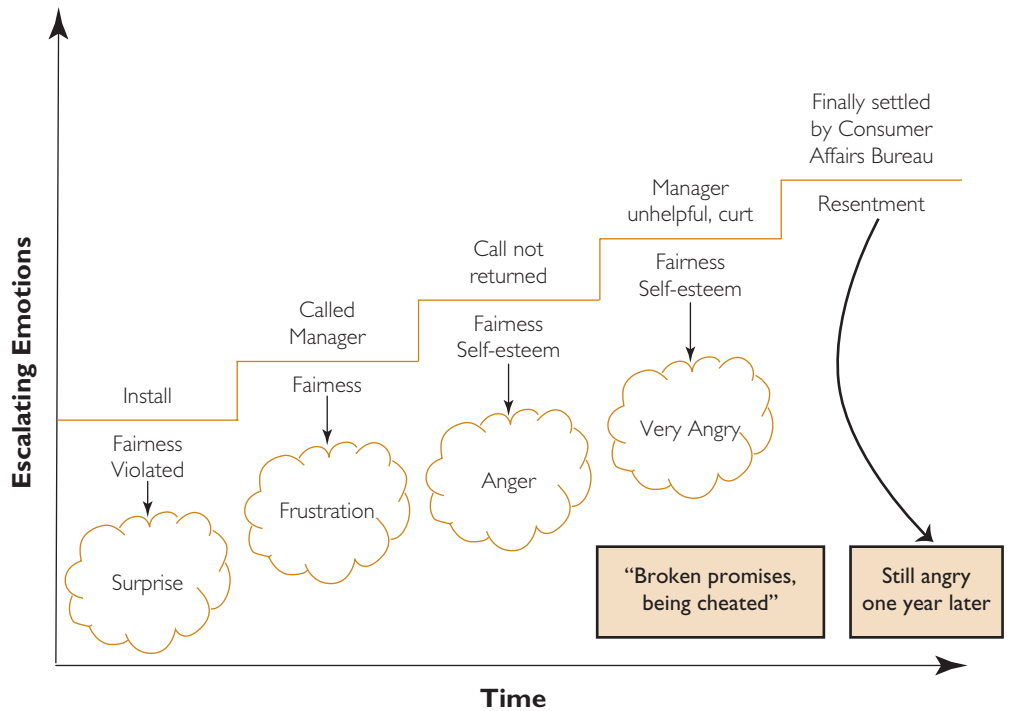 Escalating Emotions
Install
Fairness
Violated
Surprise
Called
Manager
Fairness
Frustration
Call not
returned
Fairness
Self-esteem
Anger
Manager
unhelpful, curt
Fairness
Self-esteem
Very Angry
Finally settled
by Consumer
Affairs Bureau
Resentment
“Broken promises,
being cheated”
Still angry
one year later
Time